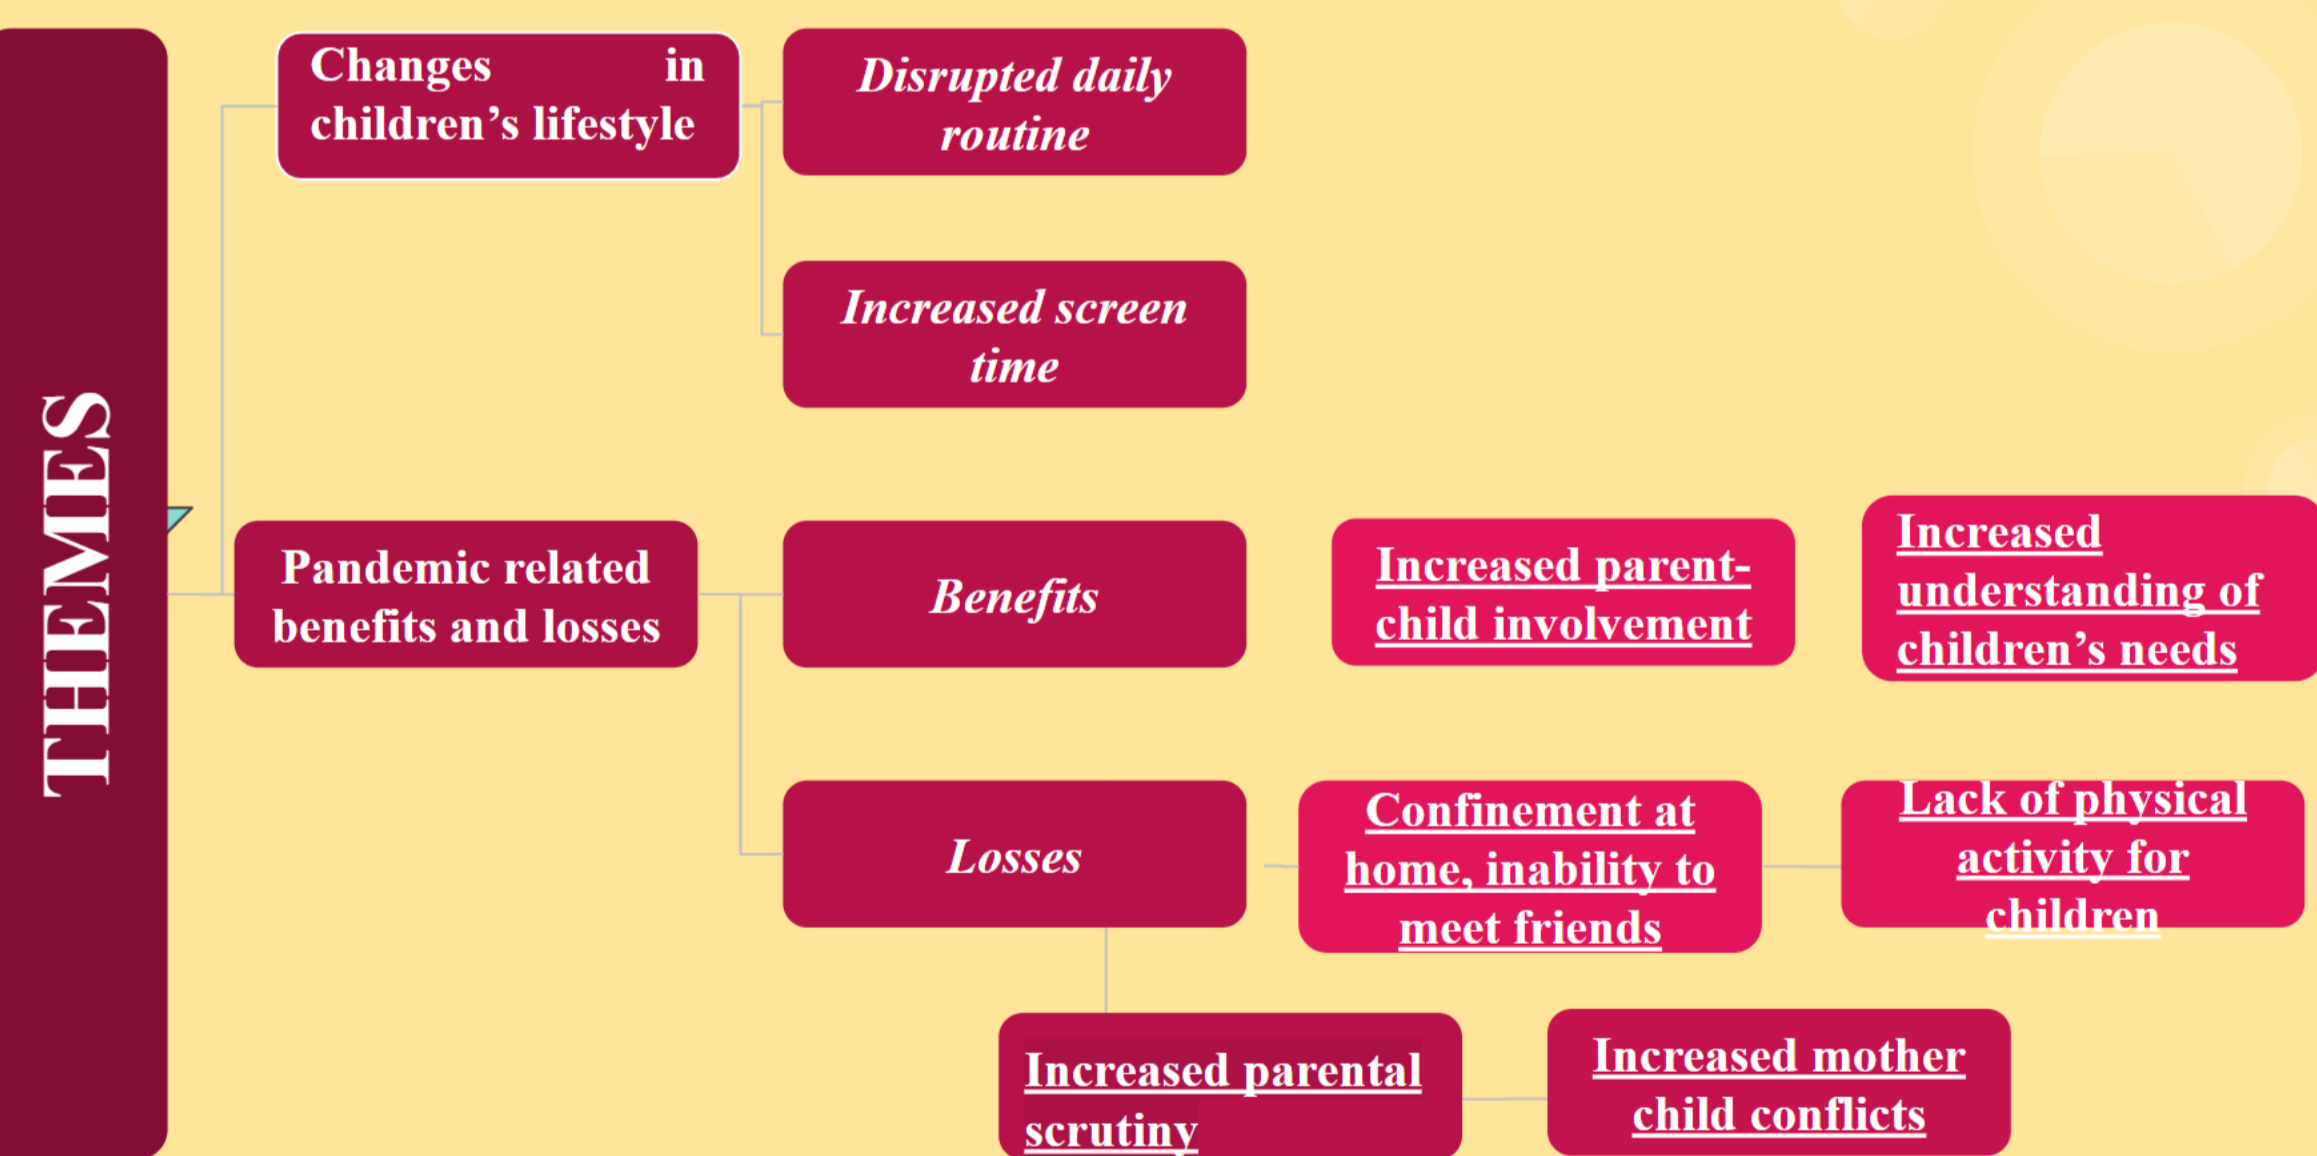 THEMES
Changes in
children’s lifestyle
Disrupted daily
routine
Increased screen
time
Pandemic related
benefits and losses
Benefits
Increased parent-
child involvement
Increased
understanding of
children’s needs
Losses
Confinement at
home, inability to
meet friends
Lack of physical
activity for
children
Increased parental
scrutiny
Increased mother
child conflicts